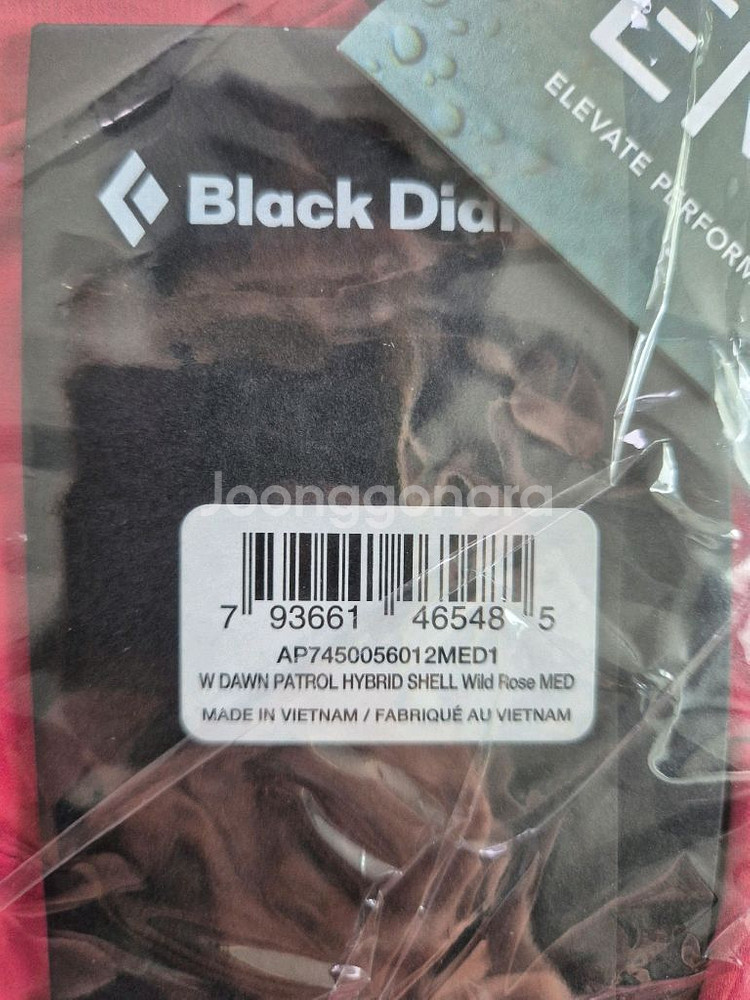 Black Dia
ELEVATE PERFORM
Joonggonara
7 93661 46548 5
AP7450056012MED1
W DAWN PATROL HYBRID SHELL Wild Rose MED
MADE IN VIETNAM / FABRIQUÉ AU VIETNAM